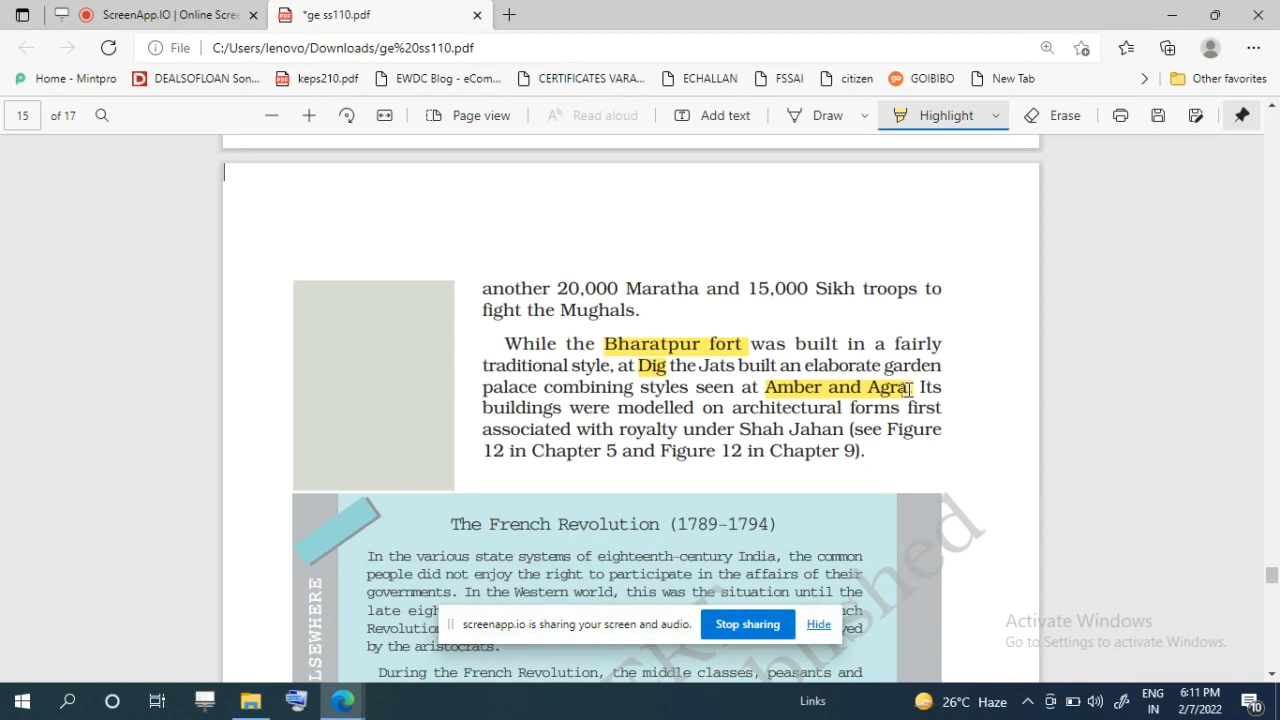 ScreenApp.IO | Online Scree
*ge ss110.pdf
File
C:/Users/lenovo/Downloads/ge%20ss110.pdf
Home - Mintpro
DEALSOFLOAN Son...
keps210.pdf
EWDC Blog - eCom...
CERTIFICATES VARA...
ECHALLAN
FSSAI
citizen
GOIBIBO
New Tab
Other favorites
15 of 17
Page view
Read aloud
Add text
Draw
Highlight
Erase
another 20,000 Maratha and 15,000 Sikh troops to
fight the Mughals.
While the Bharatpur fort was built in a fairly
traditional style, at Dig the Jats built an elaborate garden
palace combining styles seen at Amber and Agra. Its
buildings were modelled on architectural forms first
associated with royalty under Shah Jahan (see Figure
12 in Chapter 5 and Figure 12 in Chapter 9).
The French Revolution (1789-1794)
In the various state systems of eighteenth-century India, the common
people did not enjoy the right to participate in the affairs of their
governments. In the Western world, this was the situation until the
late
Revolution
by the aristocrats.
During the French Revolution, the middle classes, peasants and
LSEWHERE
screenapp.io is sharing your screen and audio.
Stop sharing
Hide
Activate Windows
Go to Settings to activate Windows.
Links
26°C Haze
ENG
IN
6:11 PM
2/7/2022
10